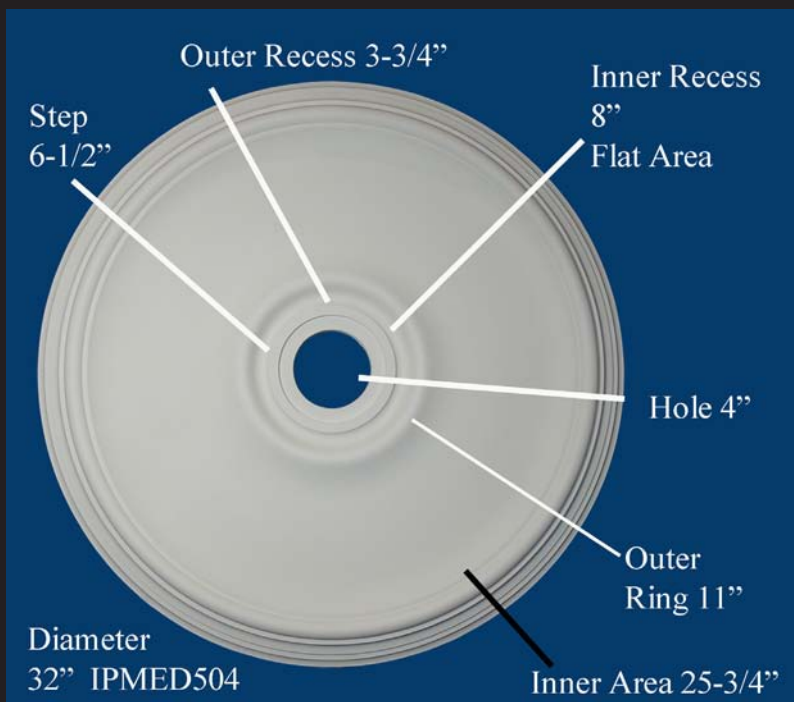 Outer Recess 3-3/4”
Inner Recess
8”
Flat Area
Step
6-1/2”
Hole 4”
Outer
Ring 11”
Diameter
32” IPMED504
Inner Area 25-3/4”